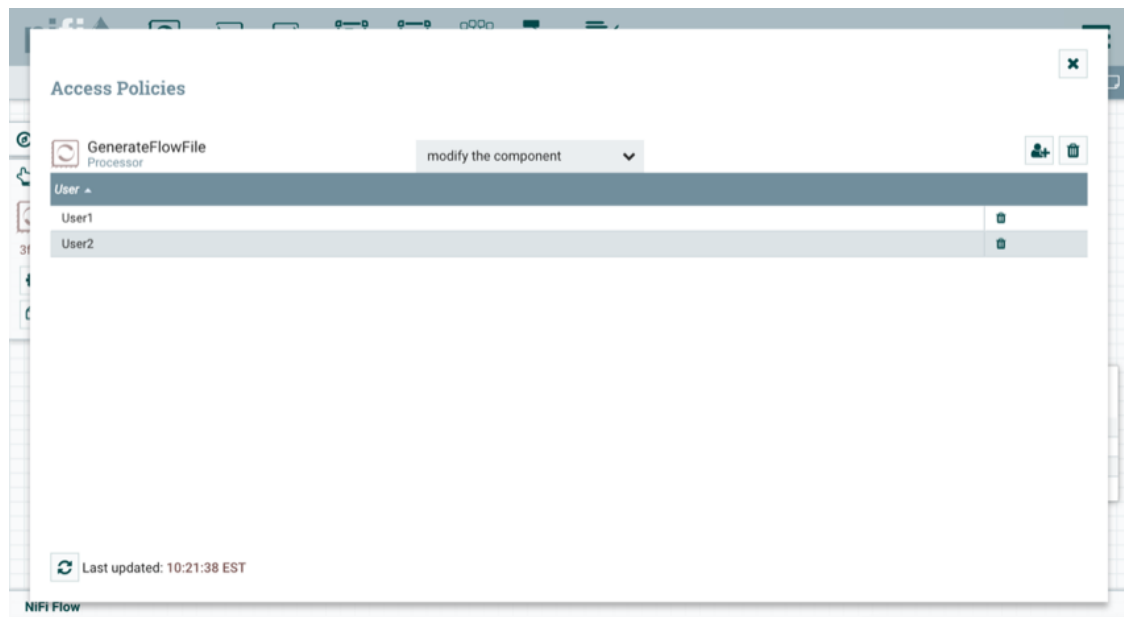 Access Policies
GenerateFlowFile
Processor
modify the component
User
User1
User2
Last updated: 10:21:38 EST
NiFi Flow